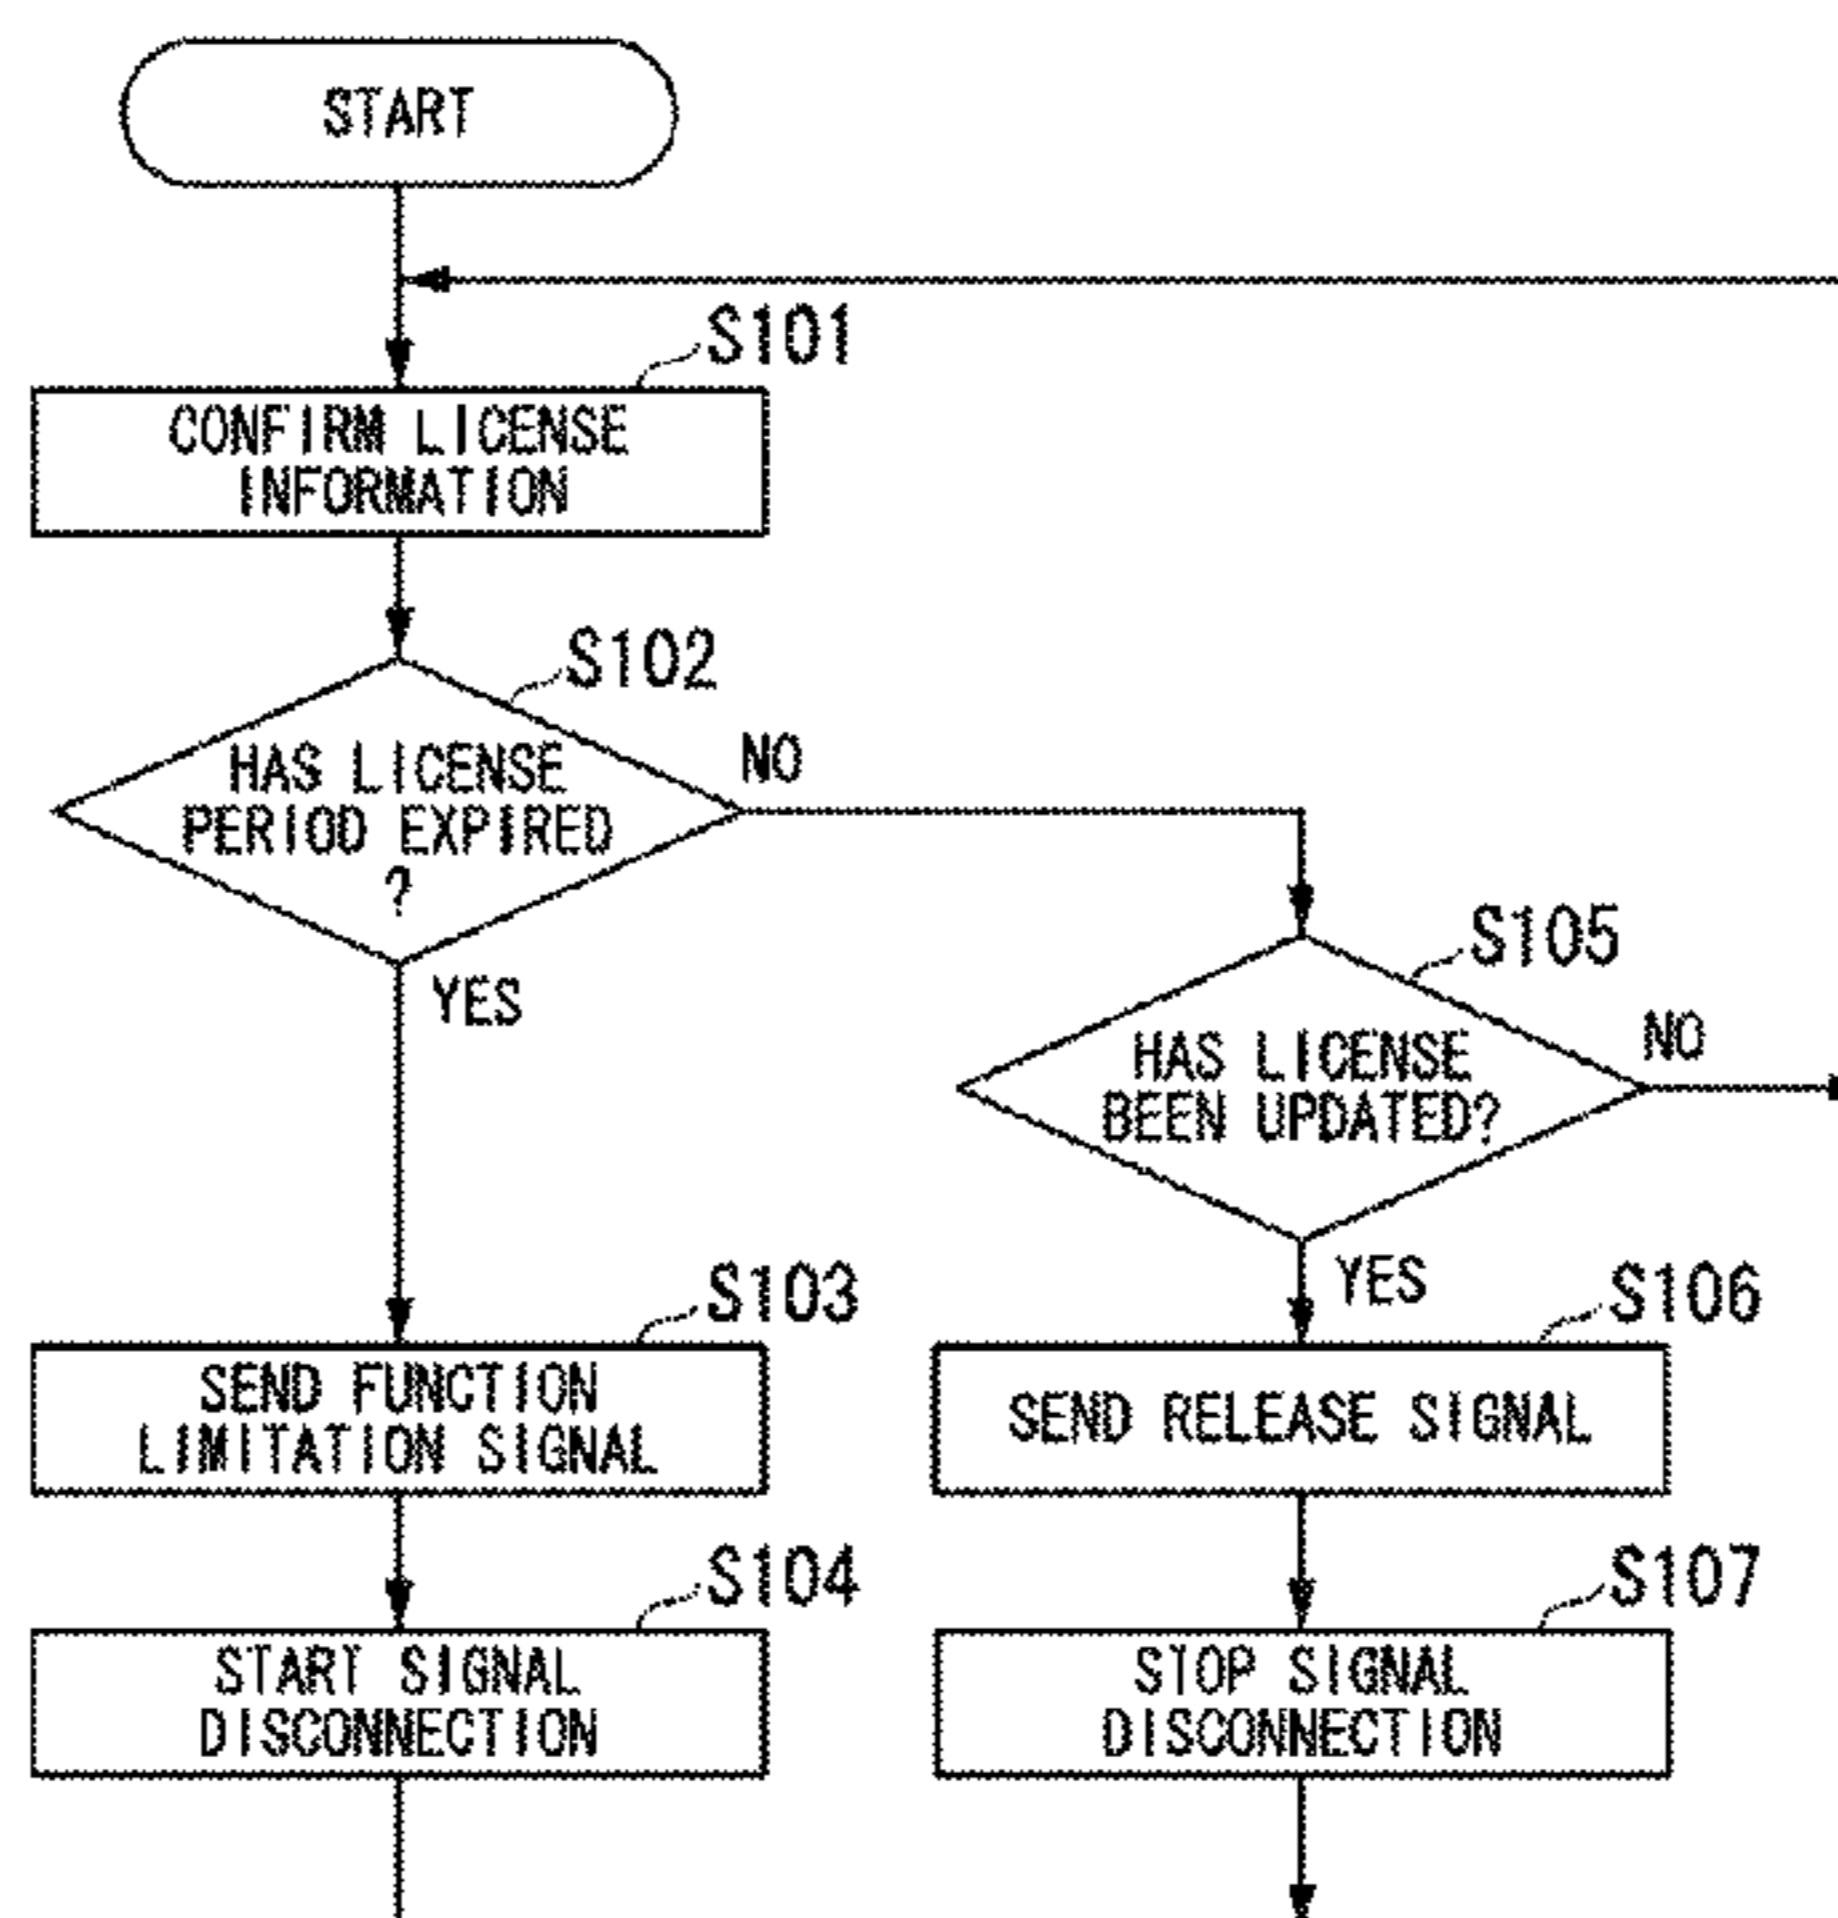 START
S101
CONFIRM LICENSE
INFORMATION
S102
HAS LICENSE
PERIOD EXPIRED
?
NO
YES
S105
HAS LICENSE
BEEN UPDATED?
NO
YES
S103
SEND FUNCTION
LIMITATION SIGNAL
S106
SEND RELEASE SIGNAL
S104
START SIGNAL
DISCONNECTION
S107
STOP SIGNAL
DISCONNECTION